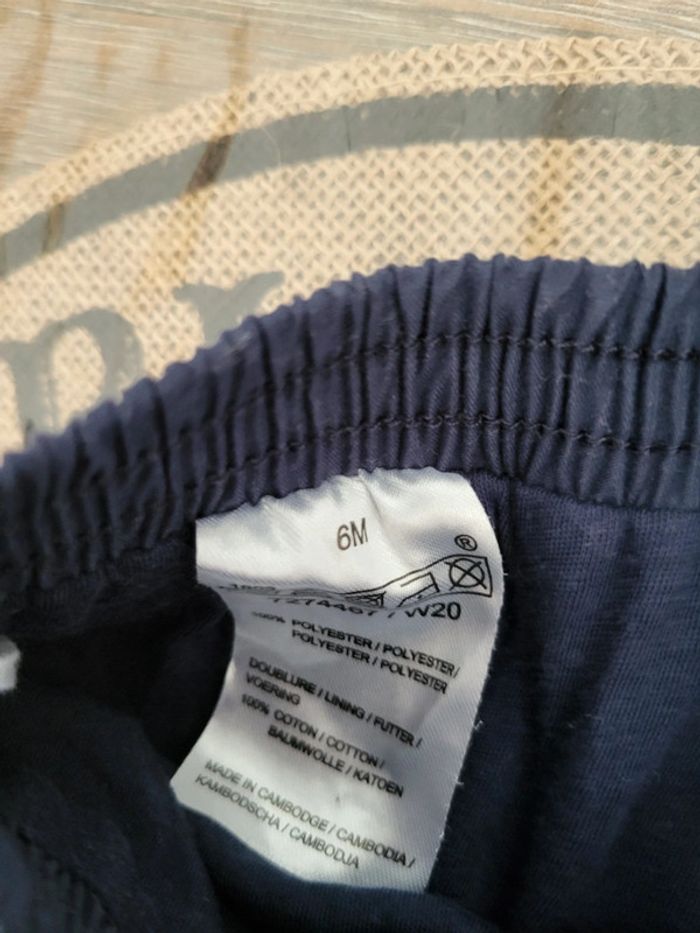 6M
®
/ W20
100% POLYESTER / POLYESTER /
POLYESTER / POLYESTER
DOUBLURE / LINING / FUTTER /
VOERING
100% COTON / COTTON /
BAUMWOLLE / KATOEN
MADE IN CAMBODGE / CAMBODIA /
KAMBODSCHA / CAMBODJA